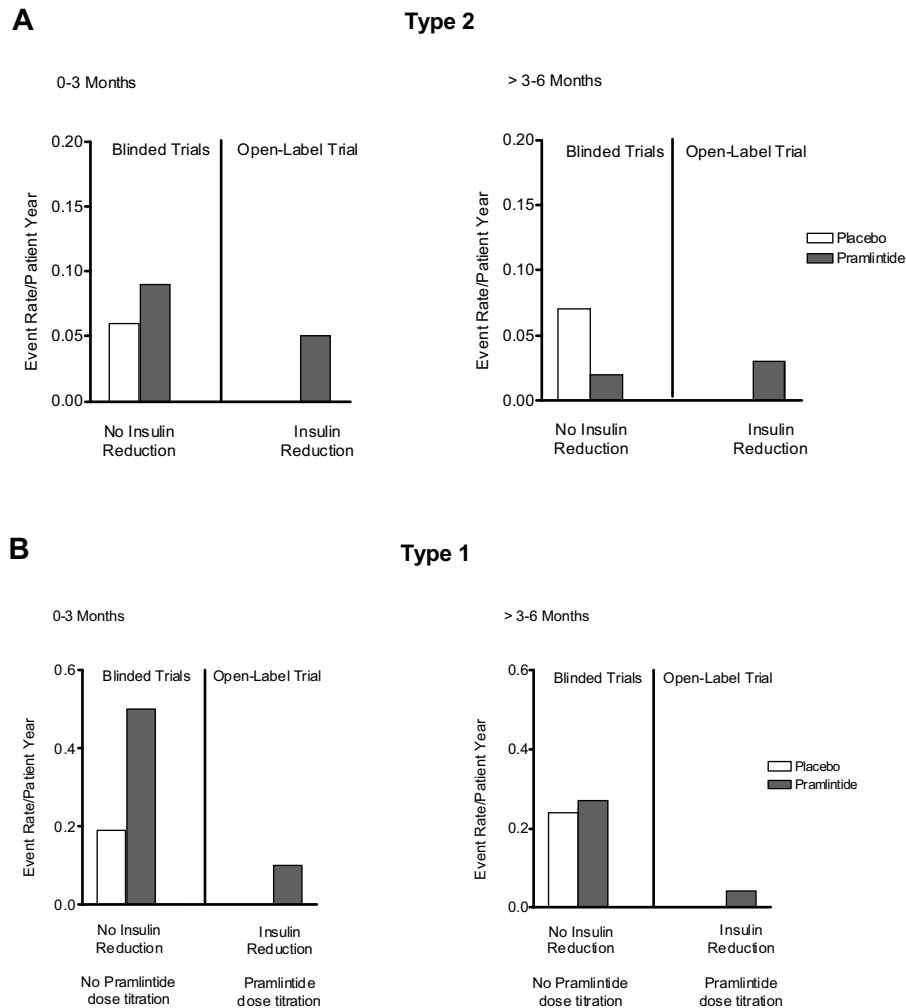 A
Type 2
0-3 Months
0.20
0.15
0.10
0.05
0.00
Event Rate/Patient Year
Blinded Trials
Open-Label Trial
No Insulin
Reduction
Insulin
Reduction
> 3-6 Months
0.20
0.15
0.10
0.05
0.00
Event Rate/Patient Year
Blinded Trials
Open-Label Trial
No Insulin
Reduction
Insulin
Reduction
Placebo
Pramlintide
B
Type 1
0-3 Months
0.6
0.4
0.2
0.0
Event Rate/Patient Year
Blinded Trials
Open-Label Trial
No Insulin
Reduction
Insulin
Reduction
No Pramlintide
dose titration
Pramlintide
dose titration
> 3-6 Months
0.6
0.4
0.2
0.0
Event Rate/Patient Year
Blinded Trials
Open-Label Trial
No Insulin
Reduction
Insulin
Reduction
No Pramlintide
dose titration
Pramlintide
dose titration
Placebo
Pramlintide